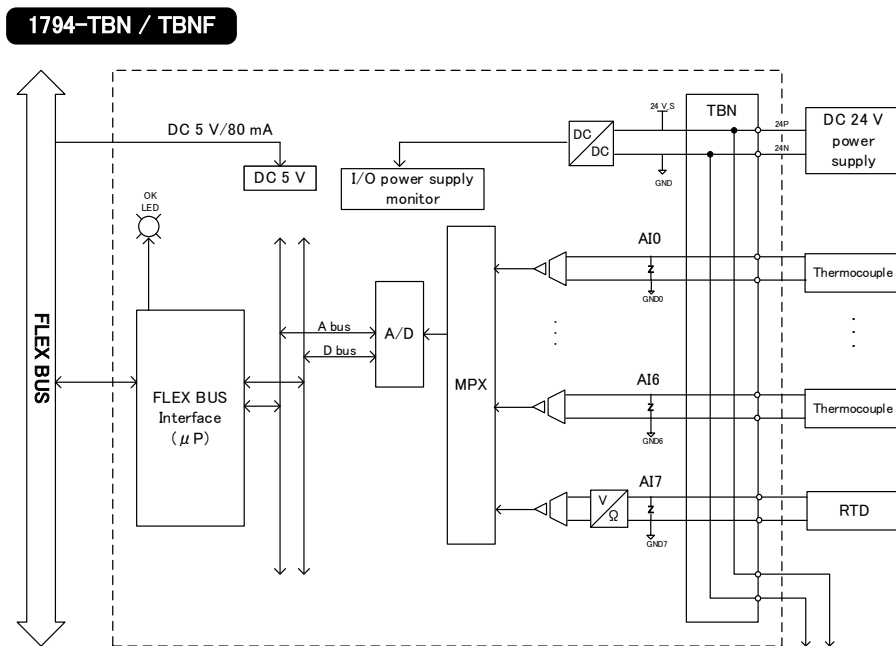 1794-TBN / TBNF
DC 5 V/80 mA
DC 5 V
24 V_S
GND
DC
DC
TBN
24P
24N
DC 24 V
power
supply
I/O power supply
monitor
OK
LED
FLEX BUS
FLEX BUS
Interface
(μP)
A bus
D bus
A/D
MPX
AI0
Z
GND0
Thermocouple
AI6
Z
GND6
Thermocouple
AI7
V
Ω
Z
GND7
RTD